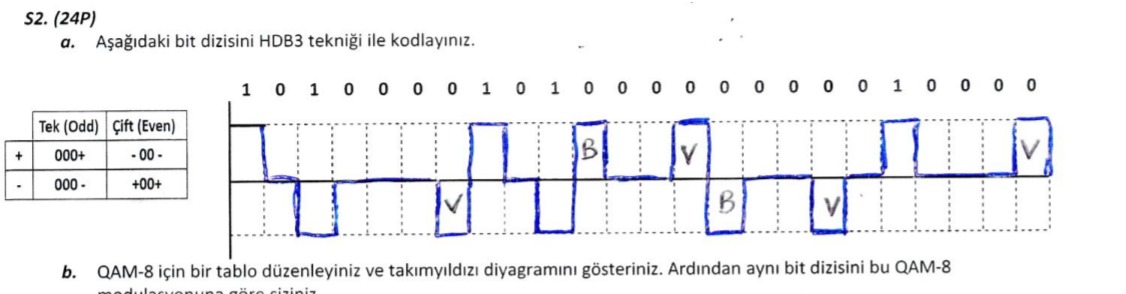 S2. (24P)
a. Aşağıdaki bit dizisini HDB3 tekniği ile kodlayınız.
1 0 1 0 0 0 0 1 0 1 0 0 0 0 0 0 0 0 0 1 0 0 0 0
Tek (Odd) Çift (Even)
+ 000+ - 00 -
- 000 - +00+
B V V
V B V
b. QAM-8 için bir tablo düzenleyiniz ve takımyıldızı diyagramını gösteriniz. Ardından aynı bit dizisini bu QAM-8
modulasyonuna göre çiziniz